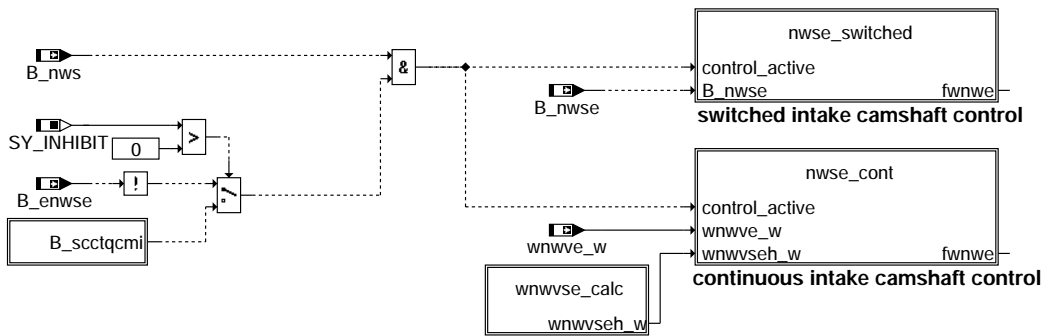 nwse_switched
B_nws
&
control_active
B_nwse
fwnwe
B_nwse
switched intake camshaft control
SY_INHIBIT
>
0
nwse_cont
B_enwse
!
control_active
B_scctqcmi
wnwve_w
wnwve_w
wnwvseh_w
fwnwe
continuous intake camshaft control
wnwvse_calc
wnwvseh_w